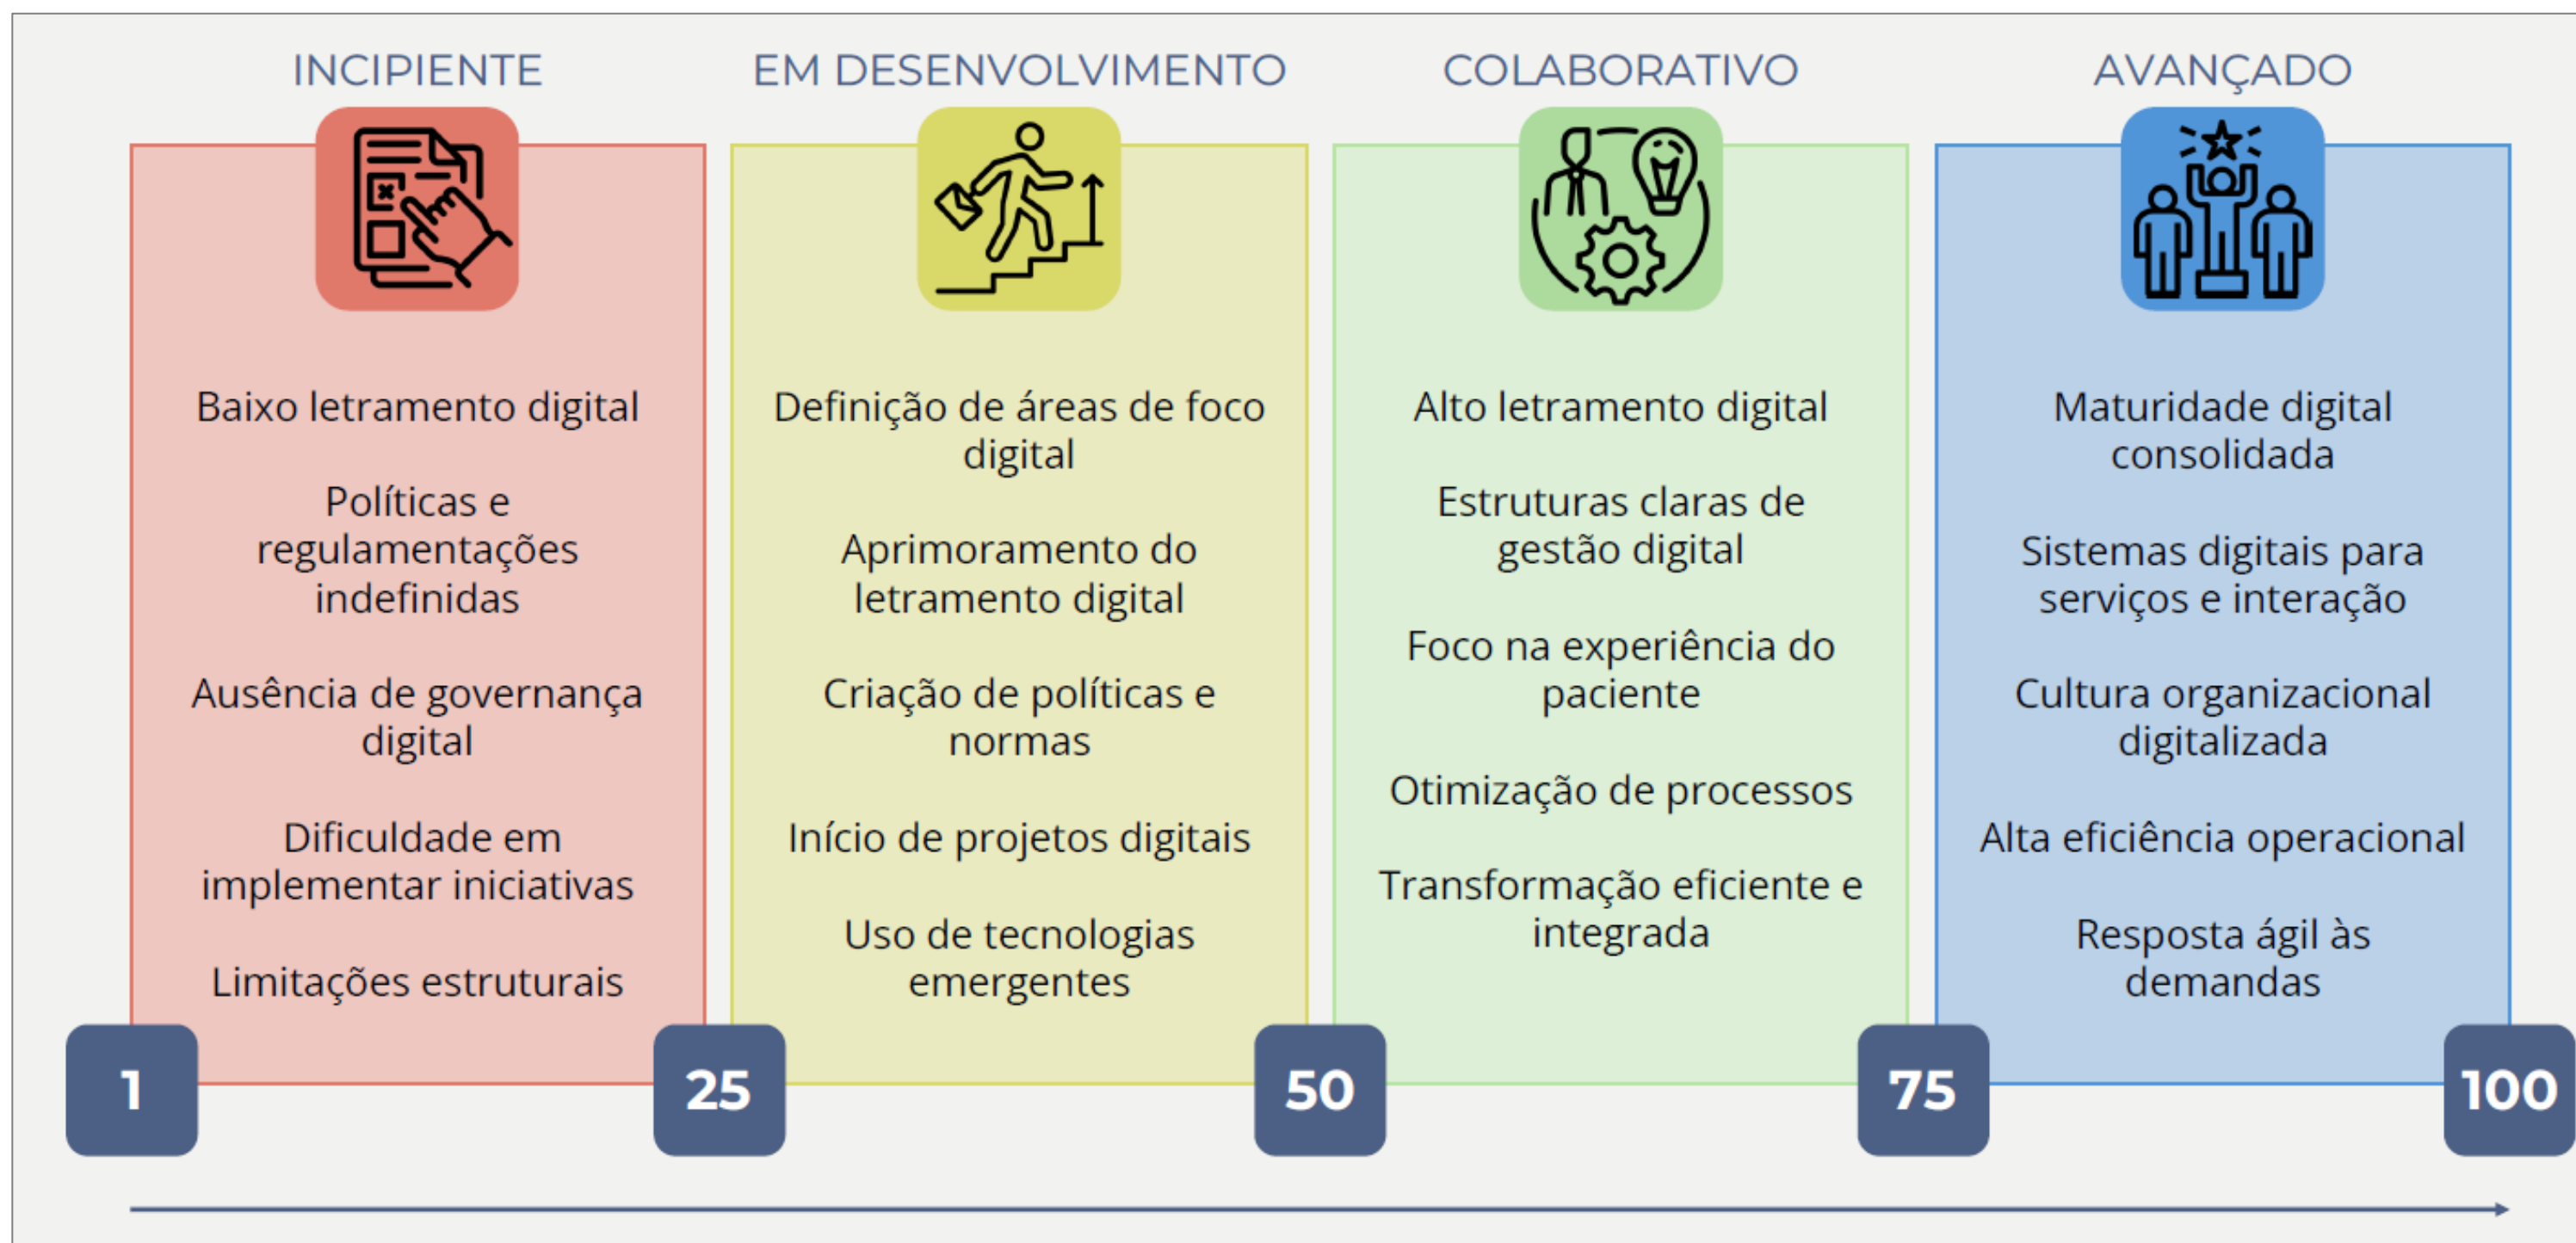 INCIPIENTE
Baixo letramento digital
Políticas e
regulamentações
indefinidas
Ausência de governança
digital
Dificuldade em
implementar iniciativas
Limitações estruturais
EM DESENVOLVIMENTO
Definição de áreas de foco
digital
Aprimoramento do
letramento digital
Criação de políticas e
normas
Início de projetos digitais
Uso de tecnologias
emergentes
COLABORATIVO
Alto letramento digital
Estruturas claras de
gestão digital
Foco na experiência do
paciente
Otimização de processos
Transformação eficiente e
integrada
AVANÇADO
Maturidade digital
consolidada
Sistemas digitais para
serviços e interação
Cultura organizacional
digitalizada
Alta eficiência operacional
Resposta ágil às
demandas
1
25
50
75
100